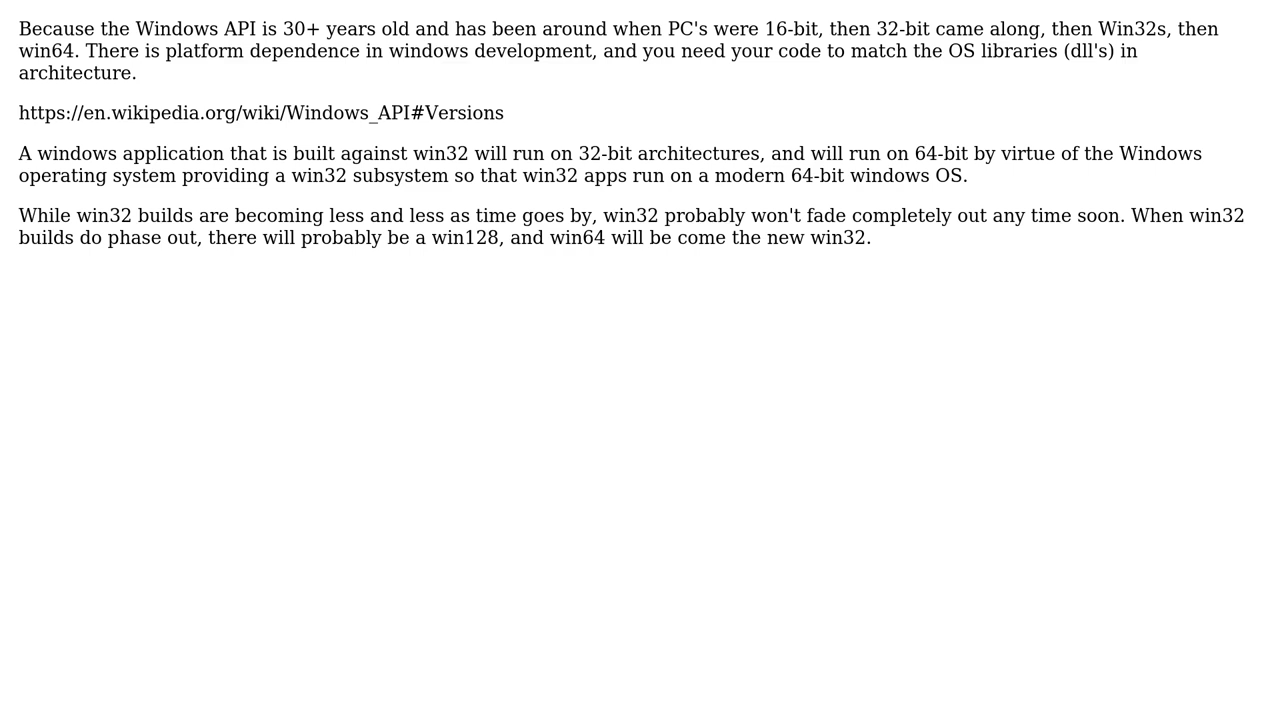 Because the Windows API is 30+ years old and has been around when PC's were 16-bit, then 32-bit came along, then Win32s, then
win64. There is platform dependence in windows development, and you need your code to match the OS libraries (dll's) in
architecture.
https://en.wikipedia.org/wiki/Windows_API#Versions
A windows application that is built against win32 will run on 32-bit architectures, and will run on 64-bit by virtue of the Windows
operating system providing a win32 subsystem so that win32 apps run on a modern 64-bit windows OS.
While win32 builds are becoming less and less as time goes by, win32 probably won't fade completely out any time soon. When win32
builds do phase out, there will probably be a win128, and win64 will be come the new win32.